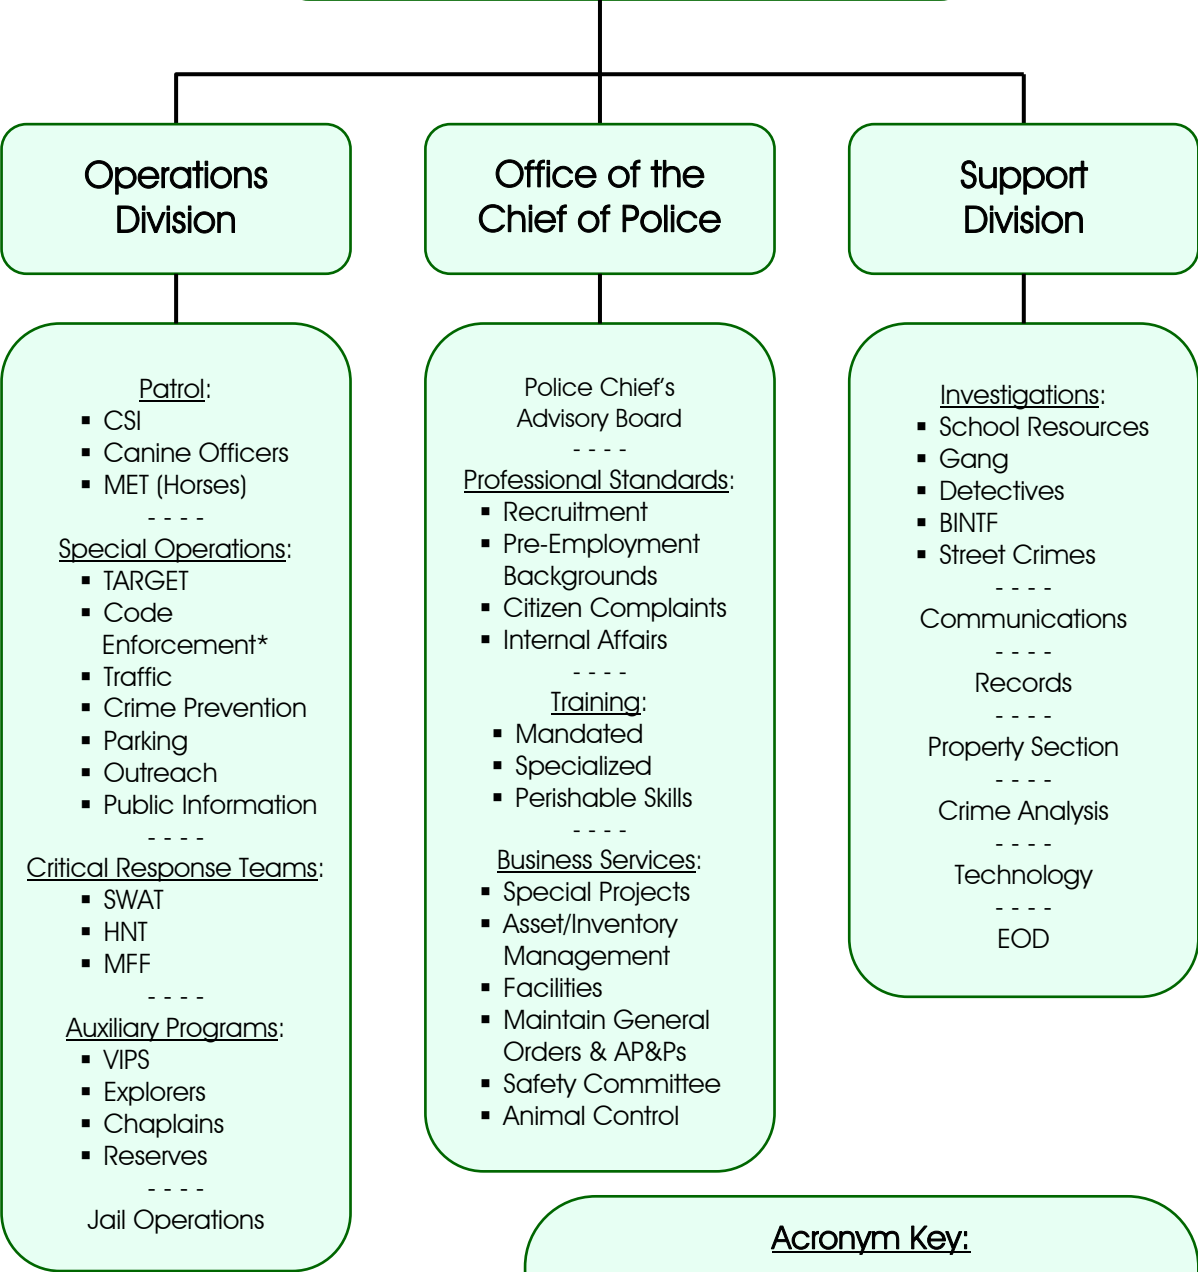 Operations
Division
Patrol:
▪ CSI
▪ Canine Officers
▪ MET (Horses)
- - - -
Special Operations:
▪ TARGET
▪ Code
Enforcement*
▪ Traffic
▪ Crime Prevention
▪ Parking
▪ Outreach
▪ Public Information
- - - -
Critical Response Teams:
▪ SWAT
▪ HNT
▪ MFF
- - - -
Auxiliary Programs:
▪ VIPS
▪ Explorers
▪ Chaplains
▪ Reserves
- - - -
Jail Operations
Office of the
Chief of Police
Police Chief's
Advisory Board
- - - -
Professional Standards:
▪ Recruitment
▪ Pre-Employment
Backgrounds
▪ Citizen Complaints
▪ Internal Affairs
- - - -
Training:
▪ Mandated
▪ Specialized
▪ Perishable Skills
- - - -
Business Services:
▪ Special Projects
▪ Asset/Inventory
Management
▪ Facilities
▪ Maintain General
Orders & AP&Ps
▪ Safety Committee
▪ Animal Control
Support
Division
Investigations:
▪ School Resources
▪ Gang
▪ Detectives
▪ BINTF
▪ Street Crimes
- - - -
Communications
- - - -
Records
- - - -
Property Section
- - - -
Crime Analysis
- - - -
Technology
- - - -
EOD
Acronym Key: